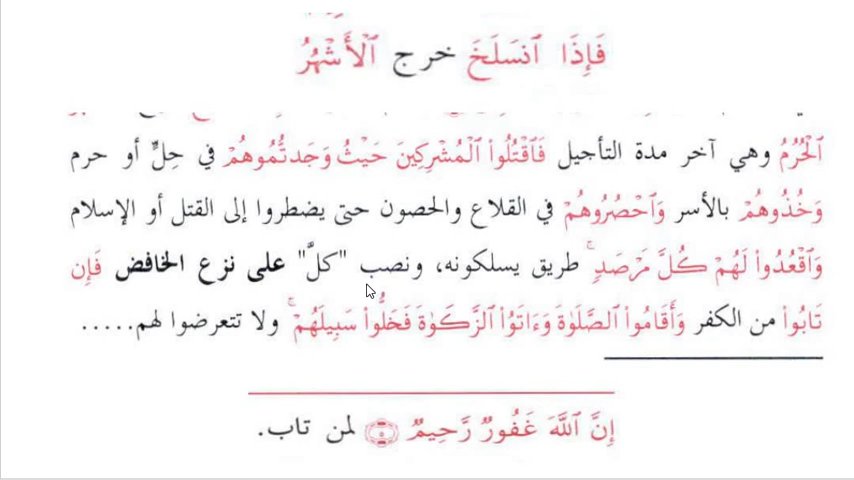 فَإِذَا ٱنسَلَخَ خرج ٱلۡأَشۡهُرُ
ٱلۡحُرُمُ وهي آخر مدة التأجيل فَٱقۡتُلُواْ ٱلۡمُشۡرِكِينَ حَيۡثُ وَجَدتُّمُوهُمۡ في حِلٍّ أو حرم
وَخُذُوهُمۡ بالأسر وَٱحۡصُرُوهُمۡ في القلاع والحصون حتى يضطروا إلى القتل أو الإسلام
وَٱقۡعُدُواْ لَهُمۡ كُلَّ مَرۡصَدٖۚ طريق يسلكونه، ونصب "كلَّ" على نزع الخافض فَإِن
تَابُواْ من الكفر وَأَقَامُواْ ٱلصَّلَوٰةَ وَءَاتَوُاْ ٱلزَّكَوٰةَ فَخَلُّواْ سَبِيلَهُمۡۚ ولا تتعرضوا لهم.....
إِنَّ ٱللَّهَ غَفُورٞ رَّحِيمٞ ۝٥ لمن تاب.